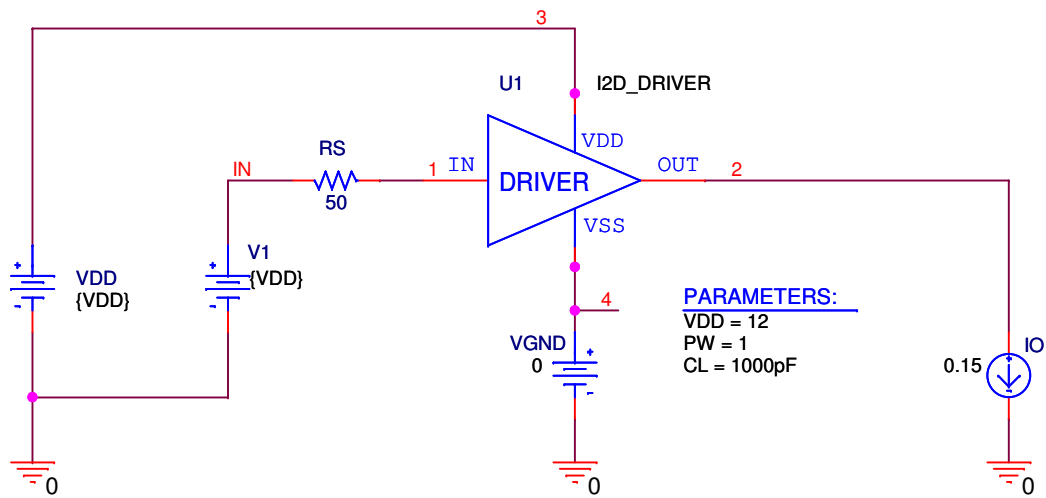 3
U1
I2D_DRIVER
VDD
RS
IN
1
IN
OUT
2
DRIVER
50
VSS
V1
+
+
VDD
{VDD}
{VDD}
-
-
4
PARAMETERS:
VDD = 12
PW = 1
CL = 1000pF
VGND
+
0
-
IO
+
0.15
-
0
0
0